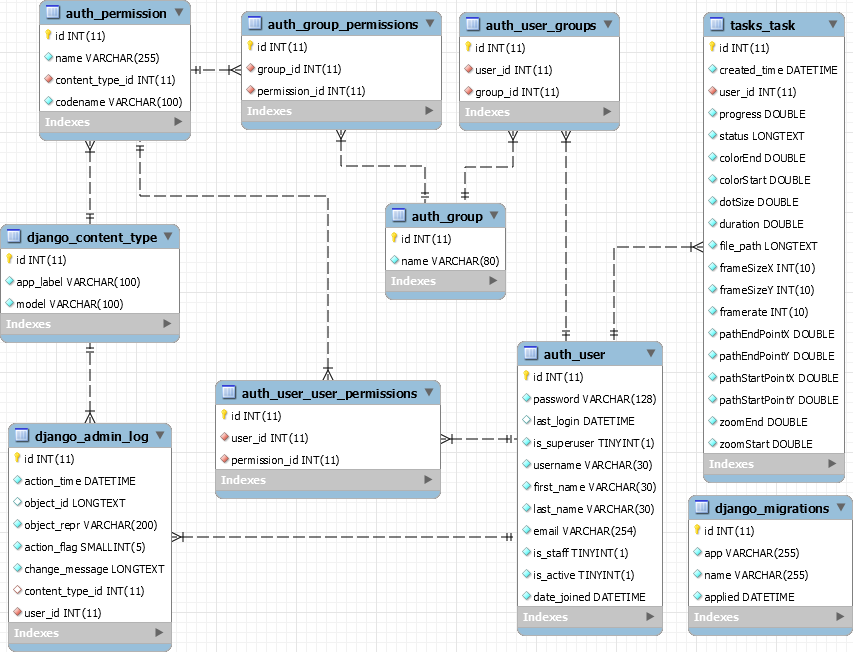 auth_permission
id INT(11)
name VARCHAR(255)
content_type_id INT(11)
codename VARCHAR(100)
Indexes
auth_group_permissions
id INT(11)
group_id INT(11)
permission_id INT(11)
Indexes
auth_user_groups
id INT(11)
user_id INT(11)
group_id INT(11)
Indexes
tasks_task
id INT(11)
created_time DATETIME
user_id INT(11)
progress DOUBLE
status LONGTEXT
colorEnd DOUBLE
colorStart DOUBLE
dotSize DOUBLE
duration DOUBLE
file_path LONGTEXT
frameSizeX INT(10)
frameSizeY INT(10)
framerate INT(10)
pathEndPointX DOUBLE
pathEndPointY DOUBLE
pathStartPointX DOUBLE
pathStartPointY DOUBLE
zoomEnd DOUBLE
zoomStart DOUBLE
Indexes
auth_group
id INT(11)
name VARCHAR(80)
Indexes
django_content_type
id INT(11)
app_label VARCHAR(100)
model VARCHAR(100)
Indexes
auth_user
id INT(11)
password VARCHAR(128)
last_login DATETIME
is_superuser TINYINT(1)
username VARCHAR(30)
first_name VARCHAR(30)
last_name VARCHAR(30)
email VARCHAR(254)
is_staff TINYINT(1)
is_active TINYINT(1)
date_joined DATETIME
Indexes
auth_user_user_permissions
id INT(11)
user_id INT(11)
permission_id INT(11)
Indexes
django_admin_log
id INT(11)
action_time DATETIME
object_id LONGTEXT
object_repr VARCHAR(200)
action_flag SMALLINT(5)
change_message LONGTEXT
content_type_id INT(11)
user_id INT(11)
Indexes
django_migrations
id INT(11)
app VARCHAR(255)
name VARCHAR(255)
applied DATETIME
Indexes